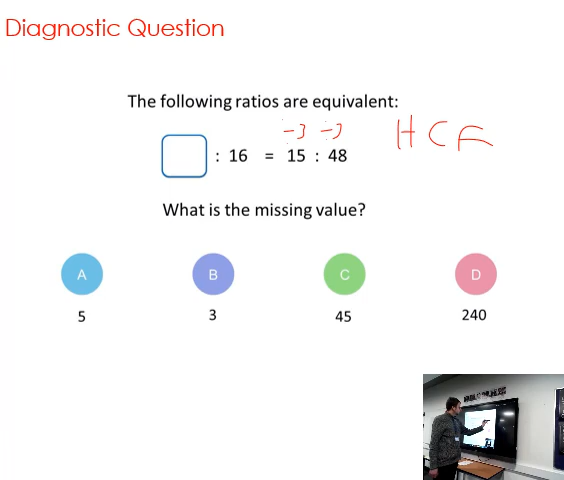 Diagnostic Question
The following ratios are equivalent:
÷3 ÷3 HCF
: 16 = 15 : 48
What is the missing value?
A B C D
5 3 45 240